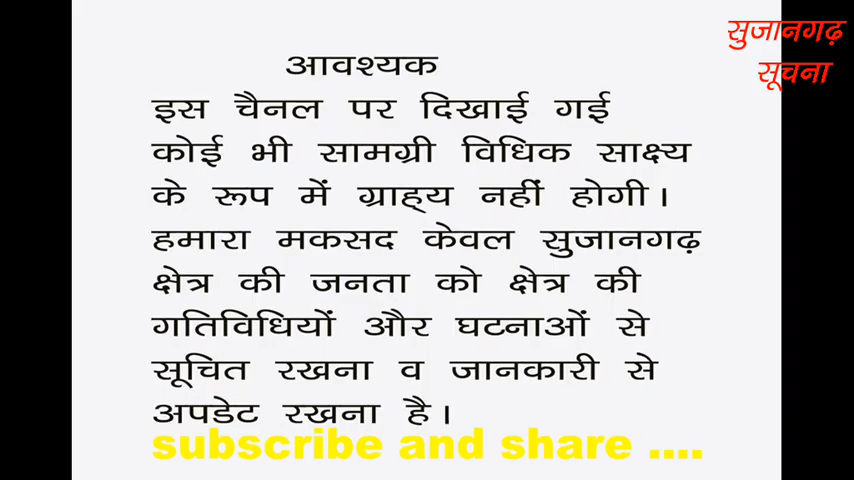 सुजानगढ़
सूचना
आवश्यक
इस चैनल पर दिखाई गई
कोई भी सामग्री विधिक साक्ष्य
के रूप में ग्राह्य नहीं होगी।
हमारा मकसद केवल सुजानगढ़
क्षेत्र की जनता को क्षेत्र की
गतिविधियों और घटनाओं से
सूचित रखना व जानकारी से
अपडेट रखना है।
subscribe and share ....